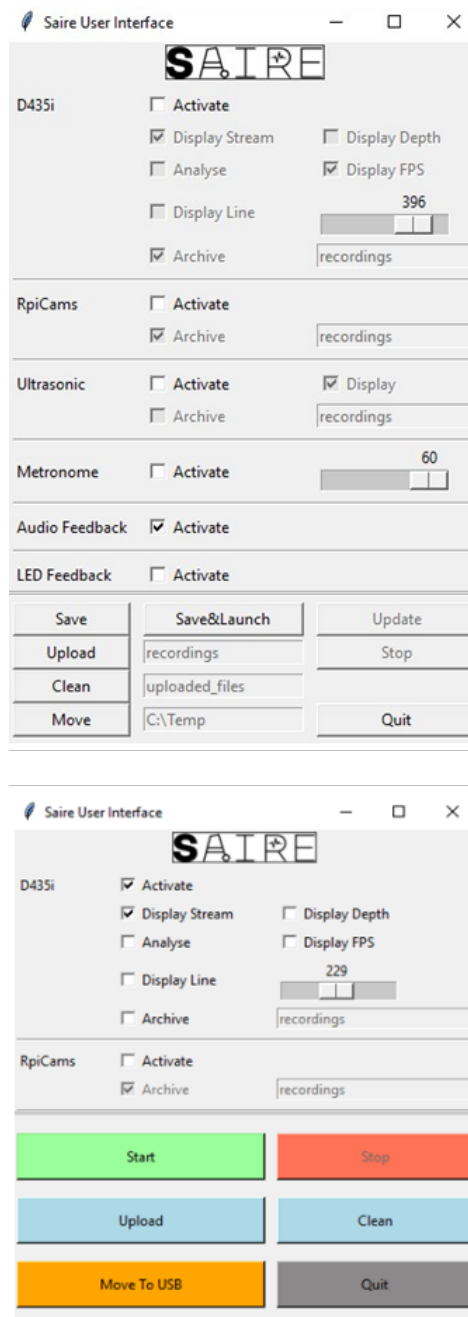 Saire User Interface
SAIRE
D435i Activate
Display Stream Display Depth
Analyse Display FPS
396
Display Line
Archive recordings
RpiCams Activate
Archive recordings
Ultrasonic Activate Display
Archive recordings
60
Metronome Activate
Audio Feedback Activate
LED Feedback Activate
Save Save&Launch Update
Upload recordings Stop
Clean uploaded_files
Move C:\Temp Quit
Saire User Interface
SAIRE
D435i Activate
Display Stream Display Depth
Analyse Display FPS
229
Display Line
Archive recordings
RpiCams Activate
Archive recordings
Start Stop
Upload Clean
Move To USB Quit